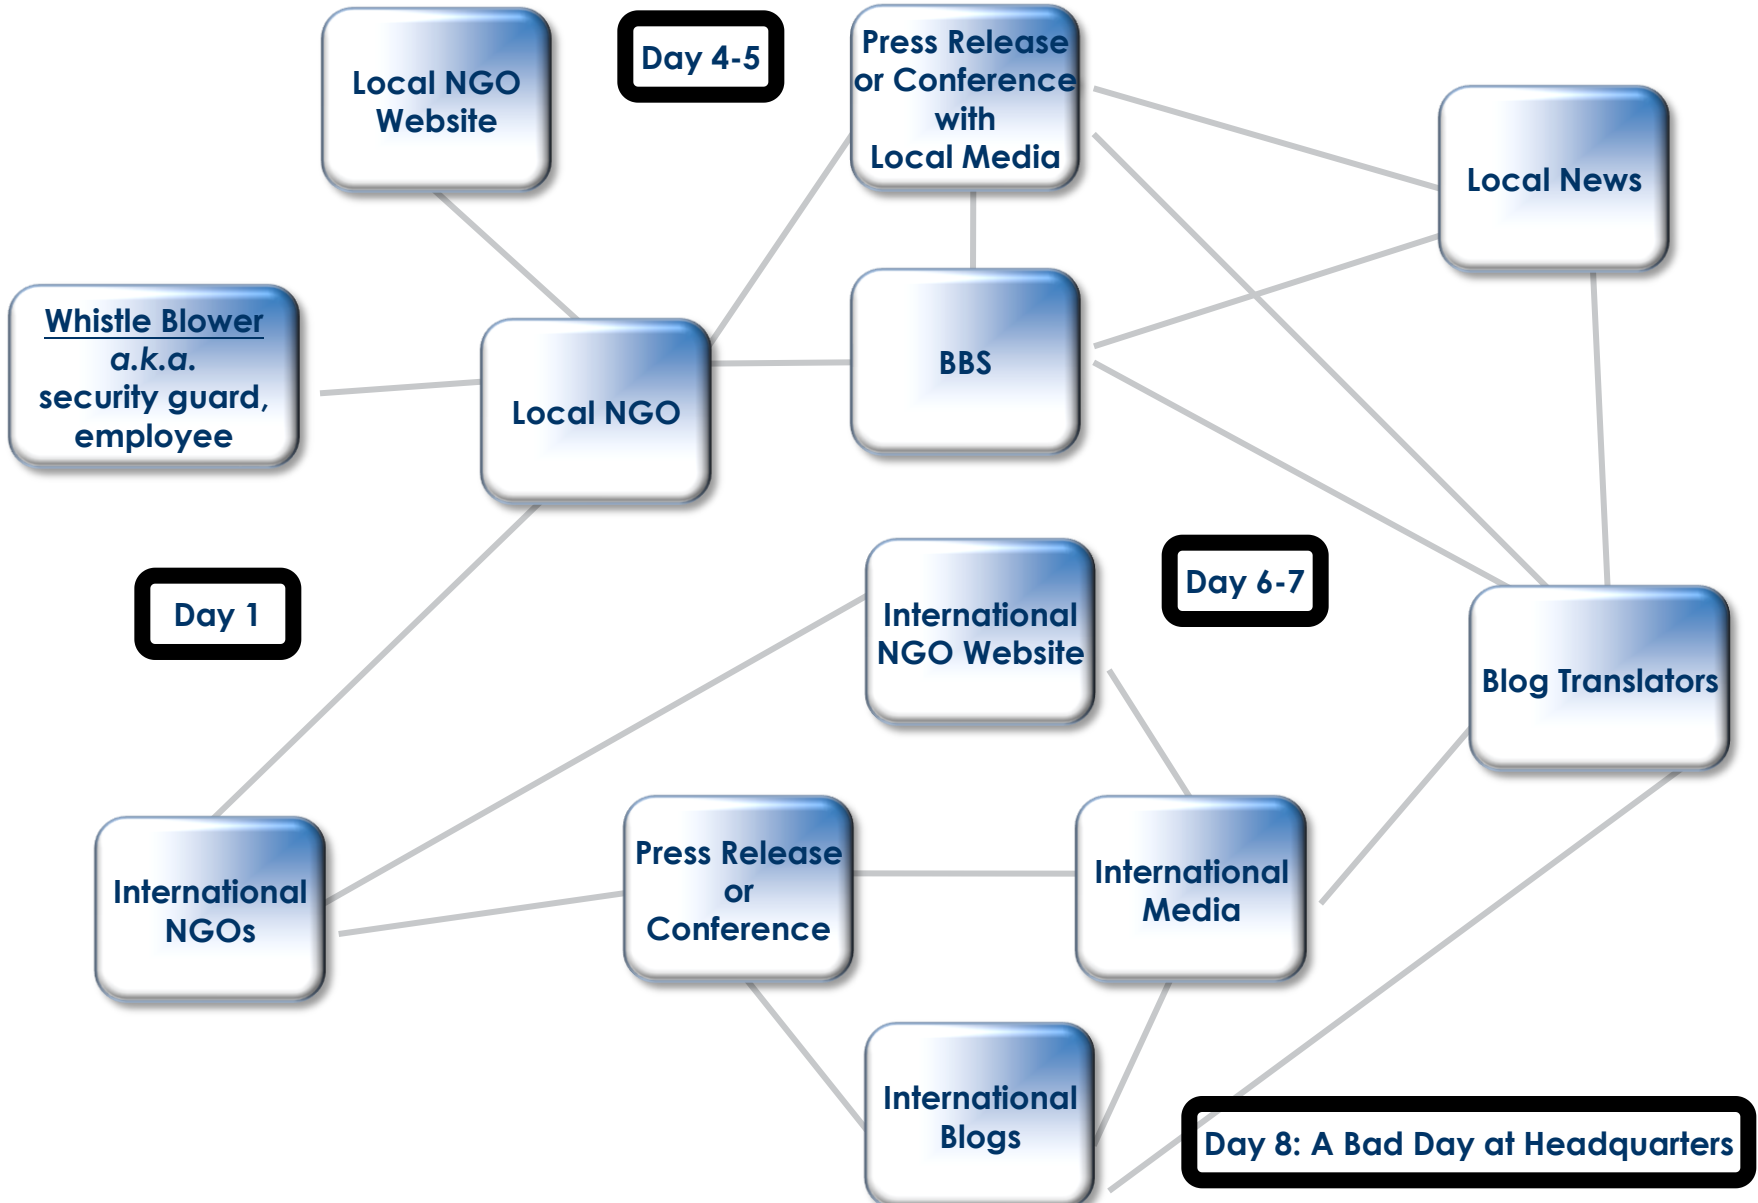 Local NGO
Website
Day 4-5
Press Release
or Conference
with
Local Media
Local News
Whistle Blower
a.k.a.
security guard,
employee
Local NGO
BBS
Day 1
International
NGO Website
Day 6-7
Blog Translators
International
NGOs
Press Release
or
Conference
International
Media
International
Blogs
Day 8: A Bad Day at Headquarters